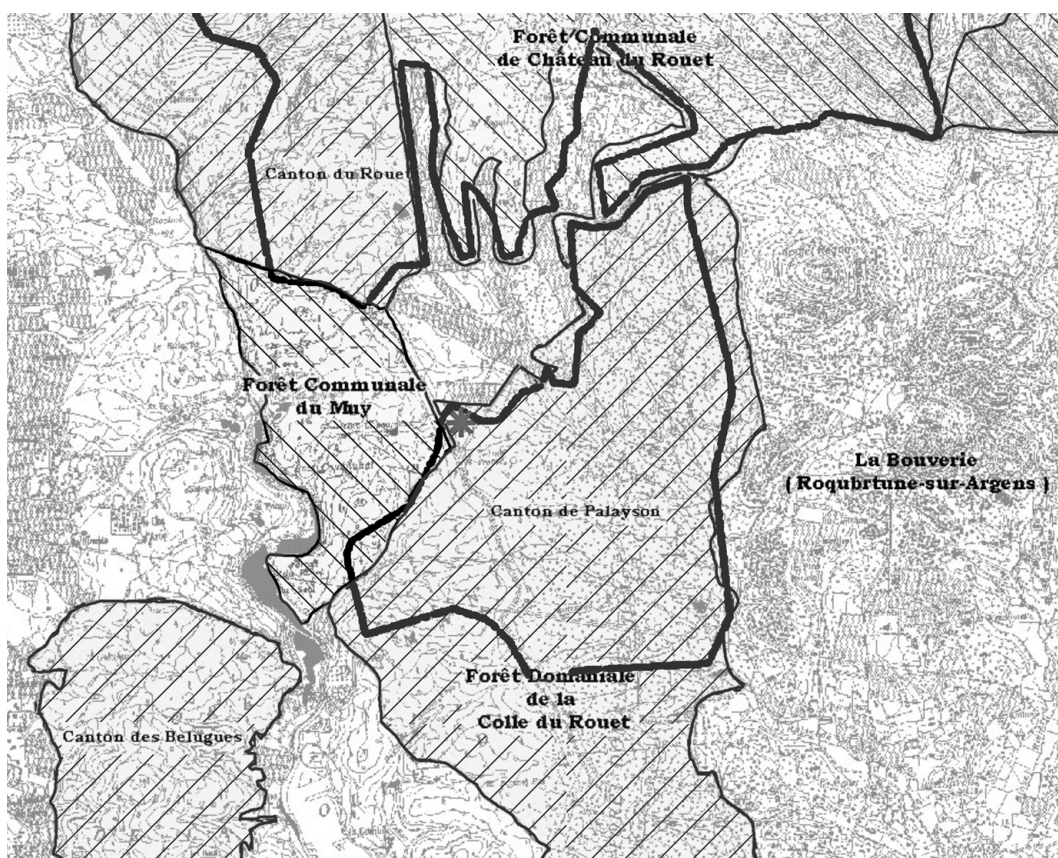 Forêt Communale
de Château du Rouet
Canton du Rouet
Forêt Communale
du Muy
La Bouverie
( Roqubrtune-sur-Argens )
Canton de Palayson
Forêt Domaniale
de la
Colle du Rouet
Canton des Belugues